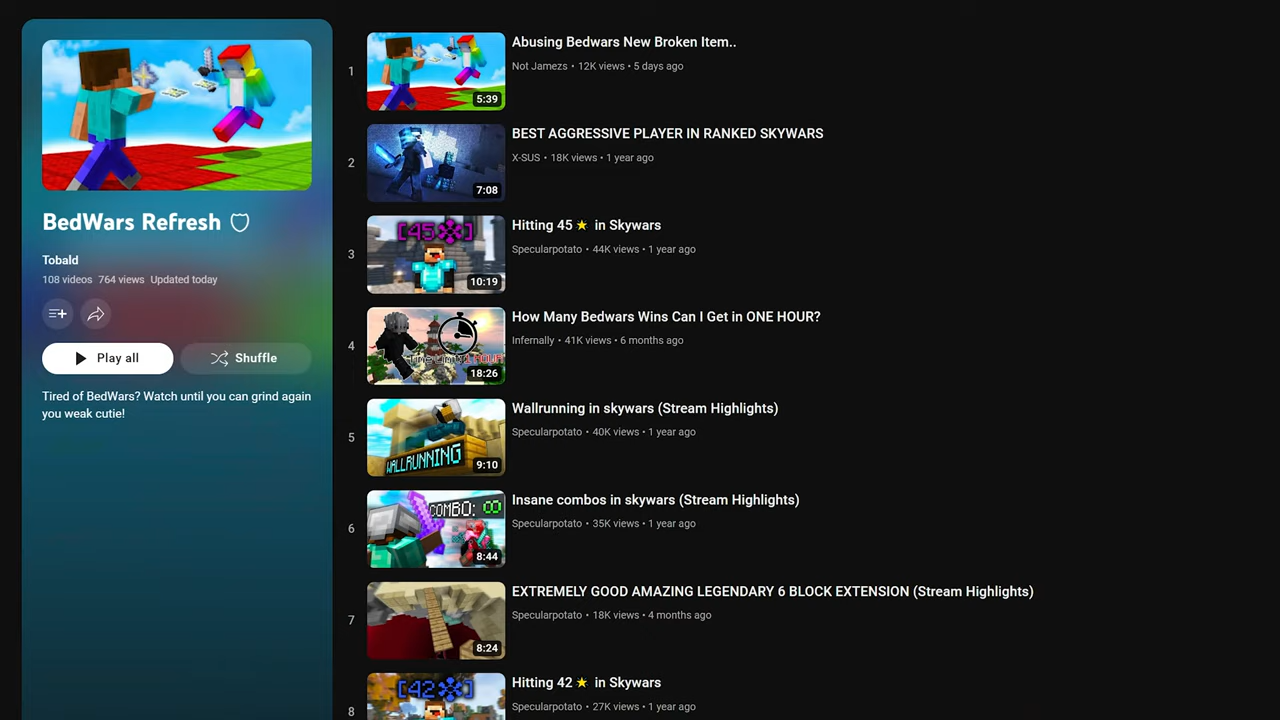 BedWars Refresh
Tobald
108 videos 764 views Updated today
Play all
Shuffle
Tired of BedWars? Watch until you can grind again
you weak cutie!
1
5:39
Abusing Bedwars New Broken Item..
Not Jamezs • 12K views • 5 days ago
2
7:08
BEST AGGRESSIVE PLAYER IN RANKED SKYWARS
X-SUS • 18K views • 1 year ago
3
[45]
10:19
Hitting 45 ⭐ in Skywars
Specularpotato • 44K views • 1 year ago
4
18:26
How Many Bedwars Wins Can I Get in ONE HOUR?
Infernally • 41K views • 6 months ago
5
WALLRUNNING
9:10
Wallrunning in skywars (Stream Highlights)
Specularpotato • 40K views • 1 year ago
6
COMBO: ∞
8:44
Insane combos in skywars (Stream Highlights)
Specularpotato • 35K views • 1 year ago
7
8:24
EXTREMELY GOOD AMAZING LEGENDARY 6 BLOCK EXTENSION (Stream Highlights)
Specularpotato • 18K views • 4 months ago
8
[42]
Hitting 42 ⭐ in Skywars
Specularpotato • 27K views • 1 year ago